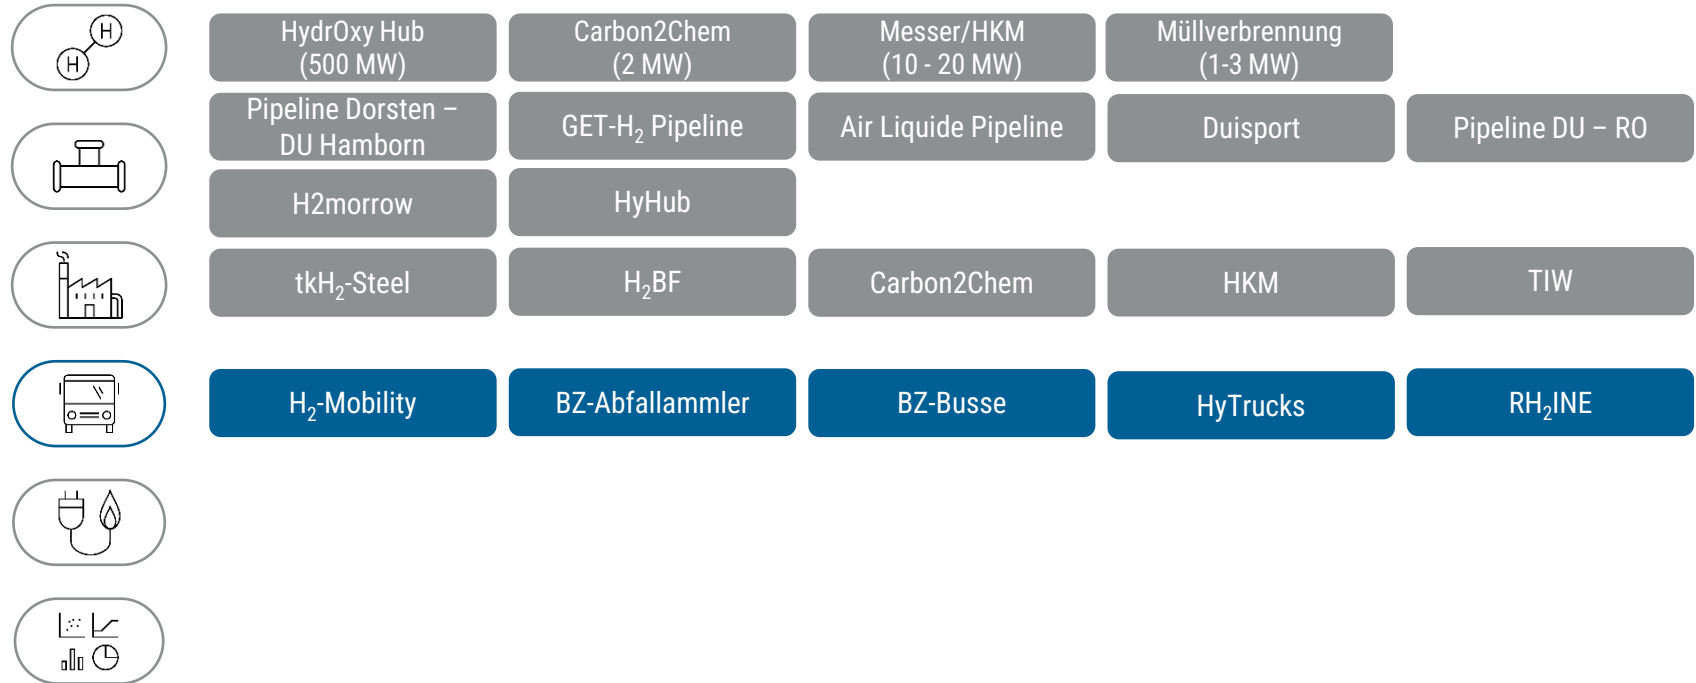 H
H
HydrOxy Hub
(500 MW)
Carbon2Chem
(2 MW)
Messer/HKM
(10 - 20 MW)
Müllverbrennung
(1-3 MW)
Pipeline Dorsten –
DU Hamborn
GET-H₂ Pipeline
Air Liquide Pipeline
Duisport
Pipeline DU – RO
H2morrow
HyHub
tkH₂-Steel
H₂BF
Carbon2Chem
HKM
TIW
H₂-Mobility
BZ-Abfallammler
BZ-Busse
HyTrucks
RH₂INE